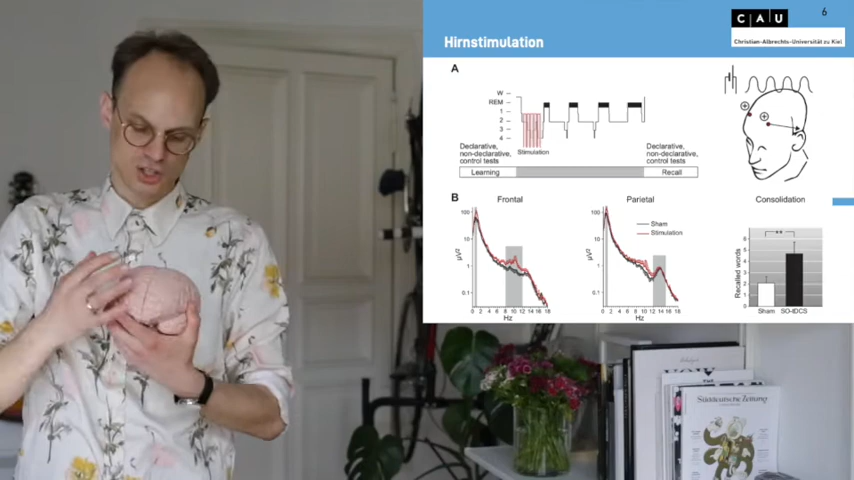 Hirnstimulation
6
C A U
Christian-Albrechts-Universität zu Kiel
A
W
REM
1
2
3
4
Stimulation
Declarative,
non-declarative,
control tests
Declarative,
non-declarative,
control tests
Learning
Recall
B
Frontal
Parietal
Consolidation
100
10
1
0.1
µV²
0 2 4 6 8 10 12 14 16 18
Hz
100
10
1
0.1
µV²
0 2 4 6 8 10 12 14 16 18
Hz
Sham
Stimulation
Recalled words
7
6
5
4
3
2
1
0
**
Sham SO-tDCS
Süddeutsche Zeitung